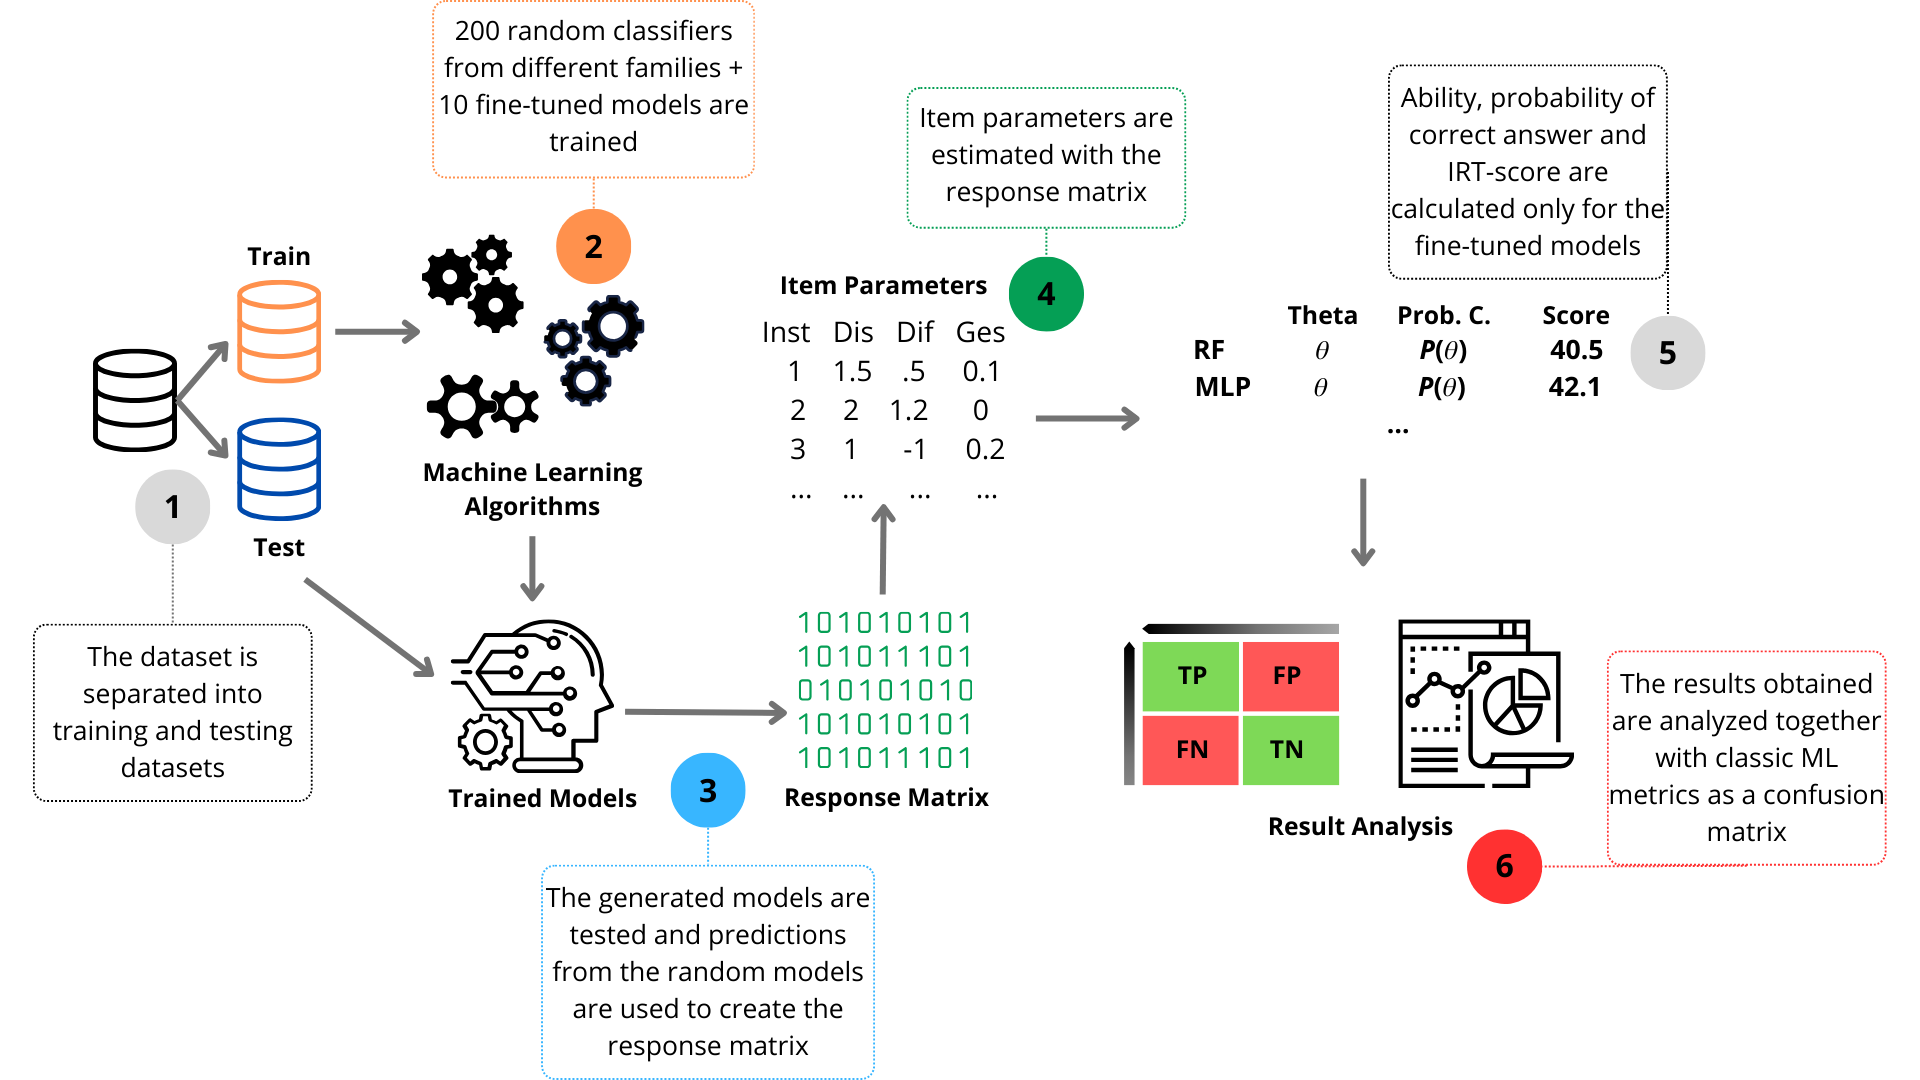 200 random classifiers
from different families +
10 fine-tuned models are
trained
2
Train
Test
1
The dataset is
separated into
training and testing
datasets
Machine Learning
Algorithms
Trained Models
3
The generated models are
tested and predictions
from the random models
are used to create the
response matrix
10101010 1
101011101
010101010
101010101
101011101
Response Matrix
Item parameters are
estimated with the
response matrix
4
Item Parameters
Inst Dis Dif Ges
1 1.5 .5 0.1
2 2 1.2 0
3 1 -1 0.2
... ... ... ...
Ability, probability of
correct answer and
IRT-score are
calculated only for the
fine-tuned models
5
Theta Prob. C. Score
RF θ P(θ) 40.5
MLP θ P(θ) 42.1
...
TP FP
FN TN
Result Analysis
6
The results obtained
are analyzed together
with classic ML
metrics as a confusion
matrix